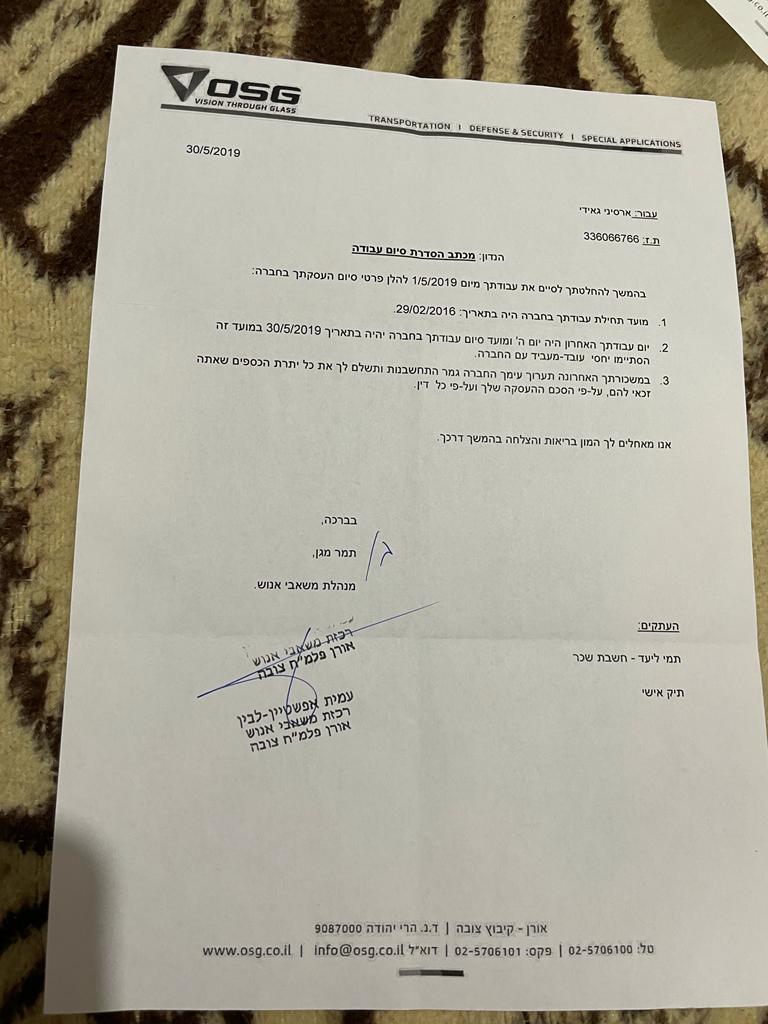 OSG
VISION THROUGH GLASS
TRANSPORTATION | DEFENSE & SECURITY | SPECIAL APPLICATIONS
30/5/2019
עבור: ארסיני גאידי
ת.ז: 336066766
הנדון: מכתב הסדרת סיום עבודה
בהמשך להחלטתך לסיים את עבודתך מיום 1/5/2019 להלן פרטי סיום העסקתך בחברה:
1. מועד תחילת עבודתך בחברה היה בתאריך: 29/02/2016.
2. יום עבודתך האחרון היה יום ה' ומועד סיום עבודתך בחברה יהיה בתאריך 30/5/2019 במועד זה
הסתיימו יחסי עובד-מעביד עם החברה.
3. במשכורתך האחרונה תערוך עימך החברה גמר התחשבנות ותשלם לך את כל יתרת הכספים שאתה
זכאי להם, על-פי הסכם ההעסקה שלך ועל-פי כל דין.
אנו מאחלים לך המון בריאות והצלחה בהמשך דרכך.
בברכה,
תמר מגן,
מנהלת משאבי אנוש.
העתקים:
תמי ליעד - חשבת שכר
תיק אישי
רכזת משאבי אנוש
אורן פלמ"ח צובה
עמית אפשטיין-לבין
רכזת משאבי אנוש
אורן פלמ"ח צובה
אורן - קיבוץ צובה | ד.נ. הרי יהודה 9087000
טל: 02-5706100 | פקס: 02-5706101 | דוא"ל info@osg.co.il | www.osg.co.il